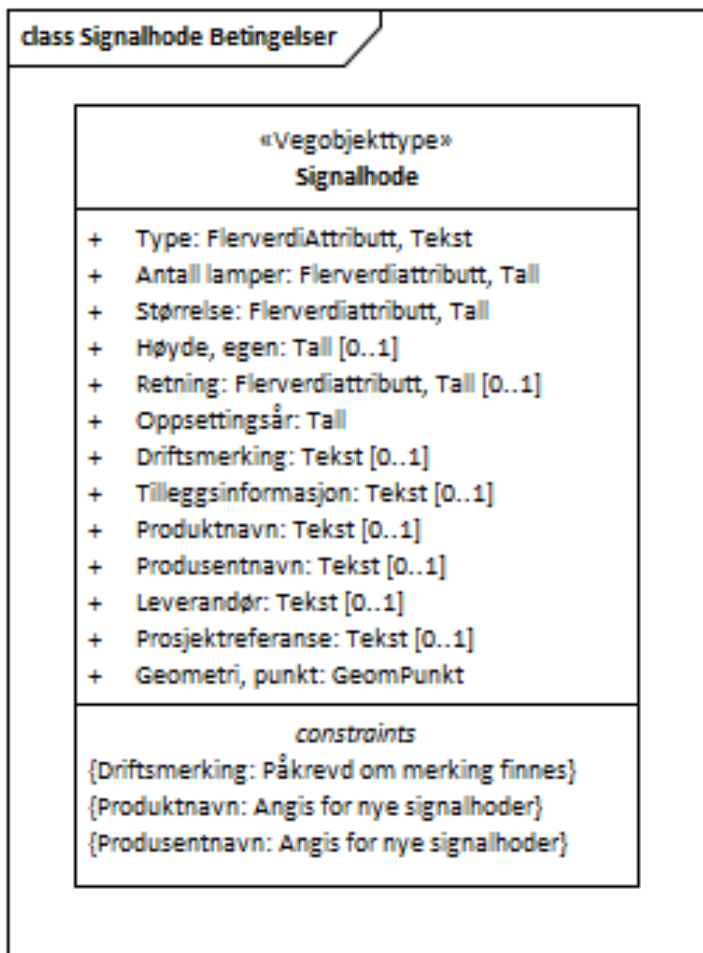 class Signalhode Betingelser
«Vegobjekttype»
Signalhode
+ Type: FlerverdiAttributt, Tekst
+ Antall lamper: Flerverdiattributt, Tall
+ Størrelse: Flerverdiattributt, Tall
+ Høyde, egen: Tall [0..1]
+ Retning: Flerverdiattributt, Tall [0..1]
+ Oppsettingsår: Tall
+ Driftsmerking: Tekst [0..1]
+ Tilleggsinformasjon: Tekst [0..1]
+ Produktnavn: Tekst [0..1]
+ Produsentnavn: Tekst [0..1]
+ Leverandør: Tekst [0..1]
+ Prosjektreferanse: Tekst [0..1]
+ Geometri, punkt: GeomPunkt
constraints
{Driftsmerking: Påkrevd om merking finnes}
{Produktnavn: Angis for nye signalhoder}
{Produsentnavn: Angis for nye signalhoder}